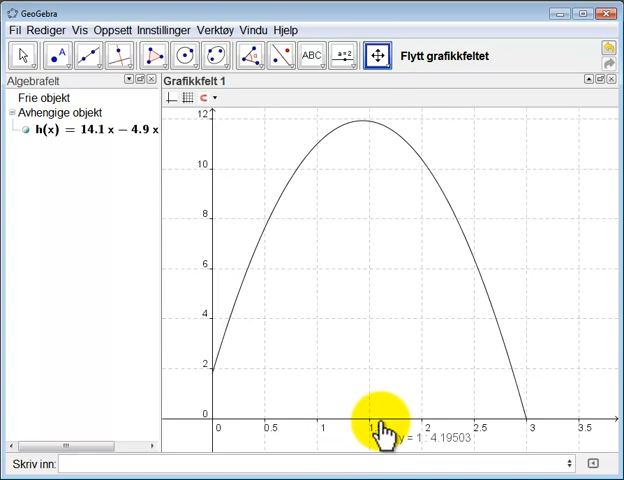 GeoGebra
Fil Rediger Vis Oppsett Innstillinger Verktøy Vindu Hjelp
A
ABC
a=2
Flytt grafikkfeltet
Algebrafelt
Grafikkfelt 1
Frie objekt
Avhengige objekt
h(x) = 14.1 x − 4.9 x
12
10
8
6
4
2
0
0 0.5 1 2 2.5 3 3.5
y = 1 : 4.19503
Skriv inn: